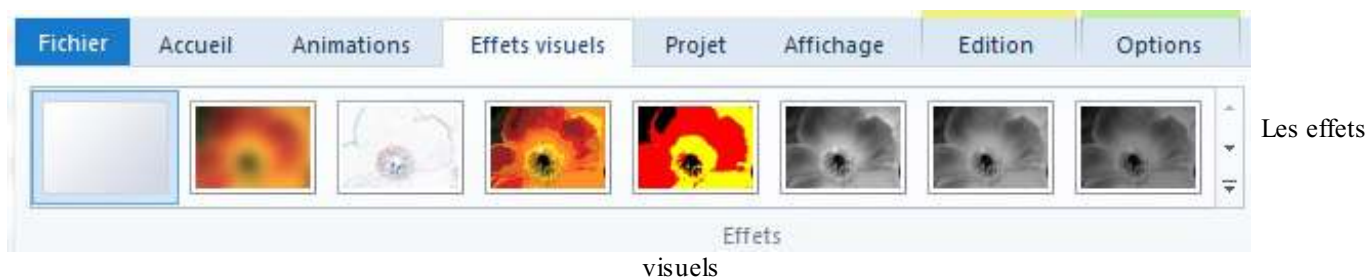 Fichier Accueil Animations Effets visuels Projet Affichage Edition Options
Les effets
Effets
visuels